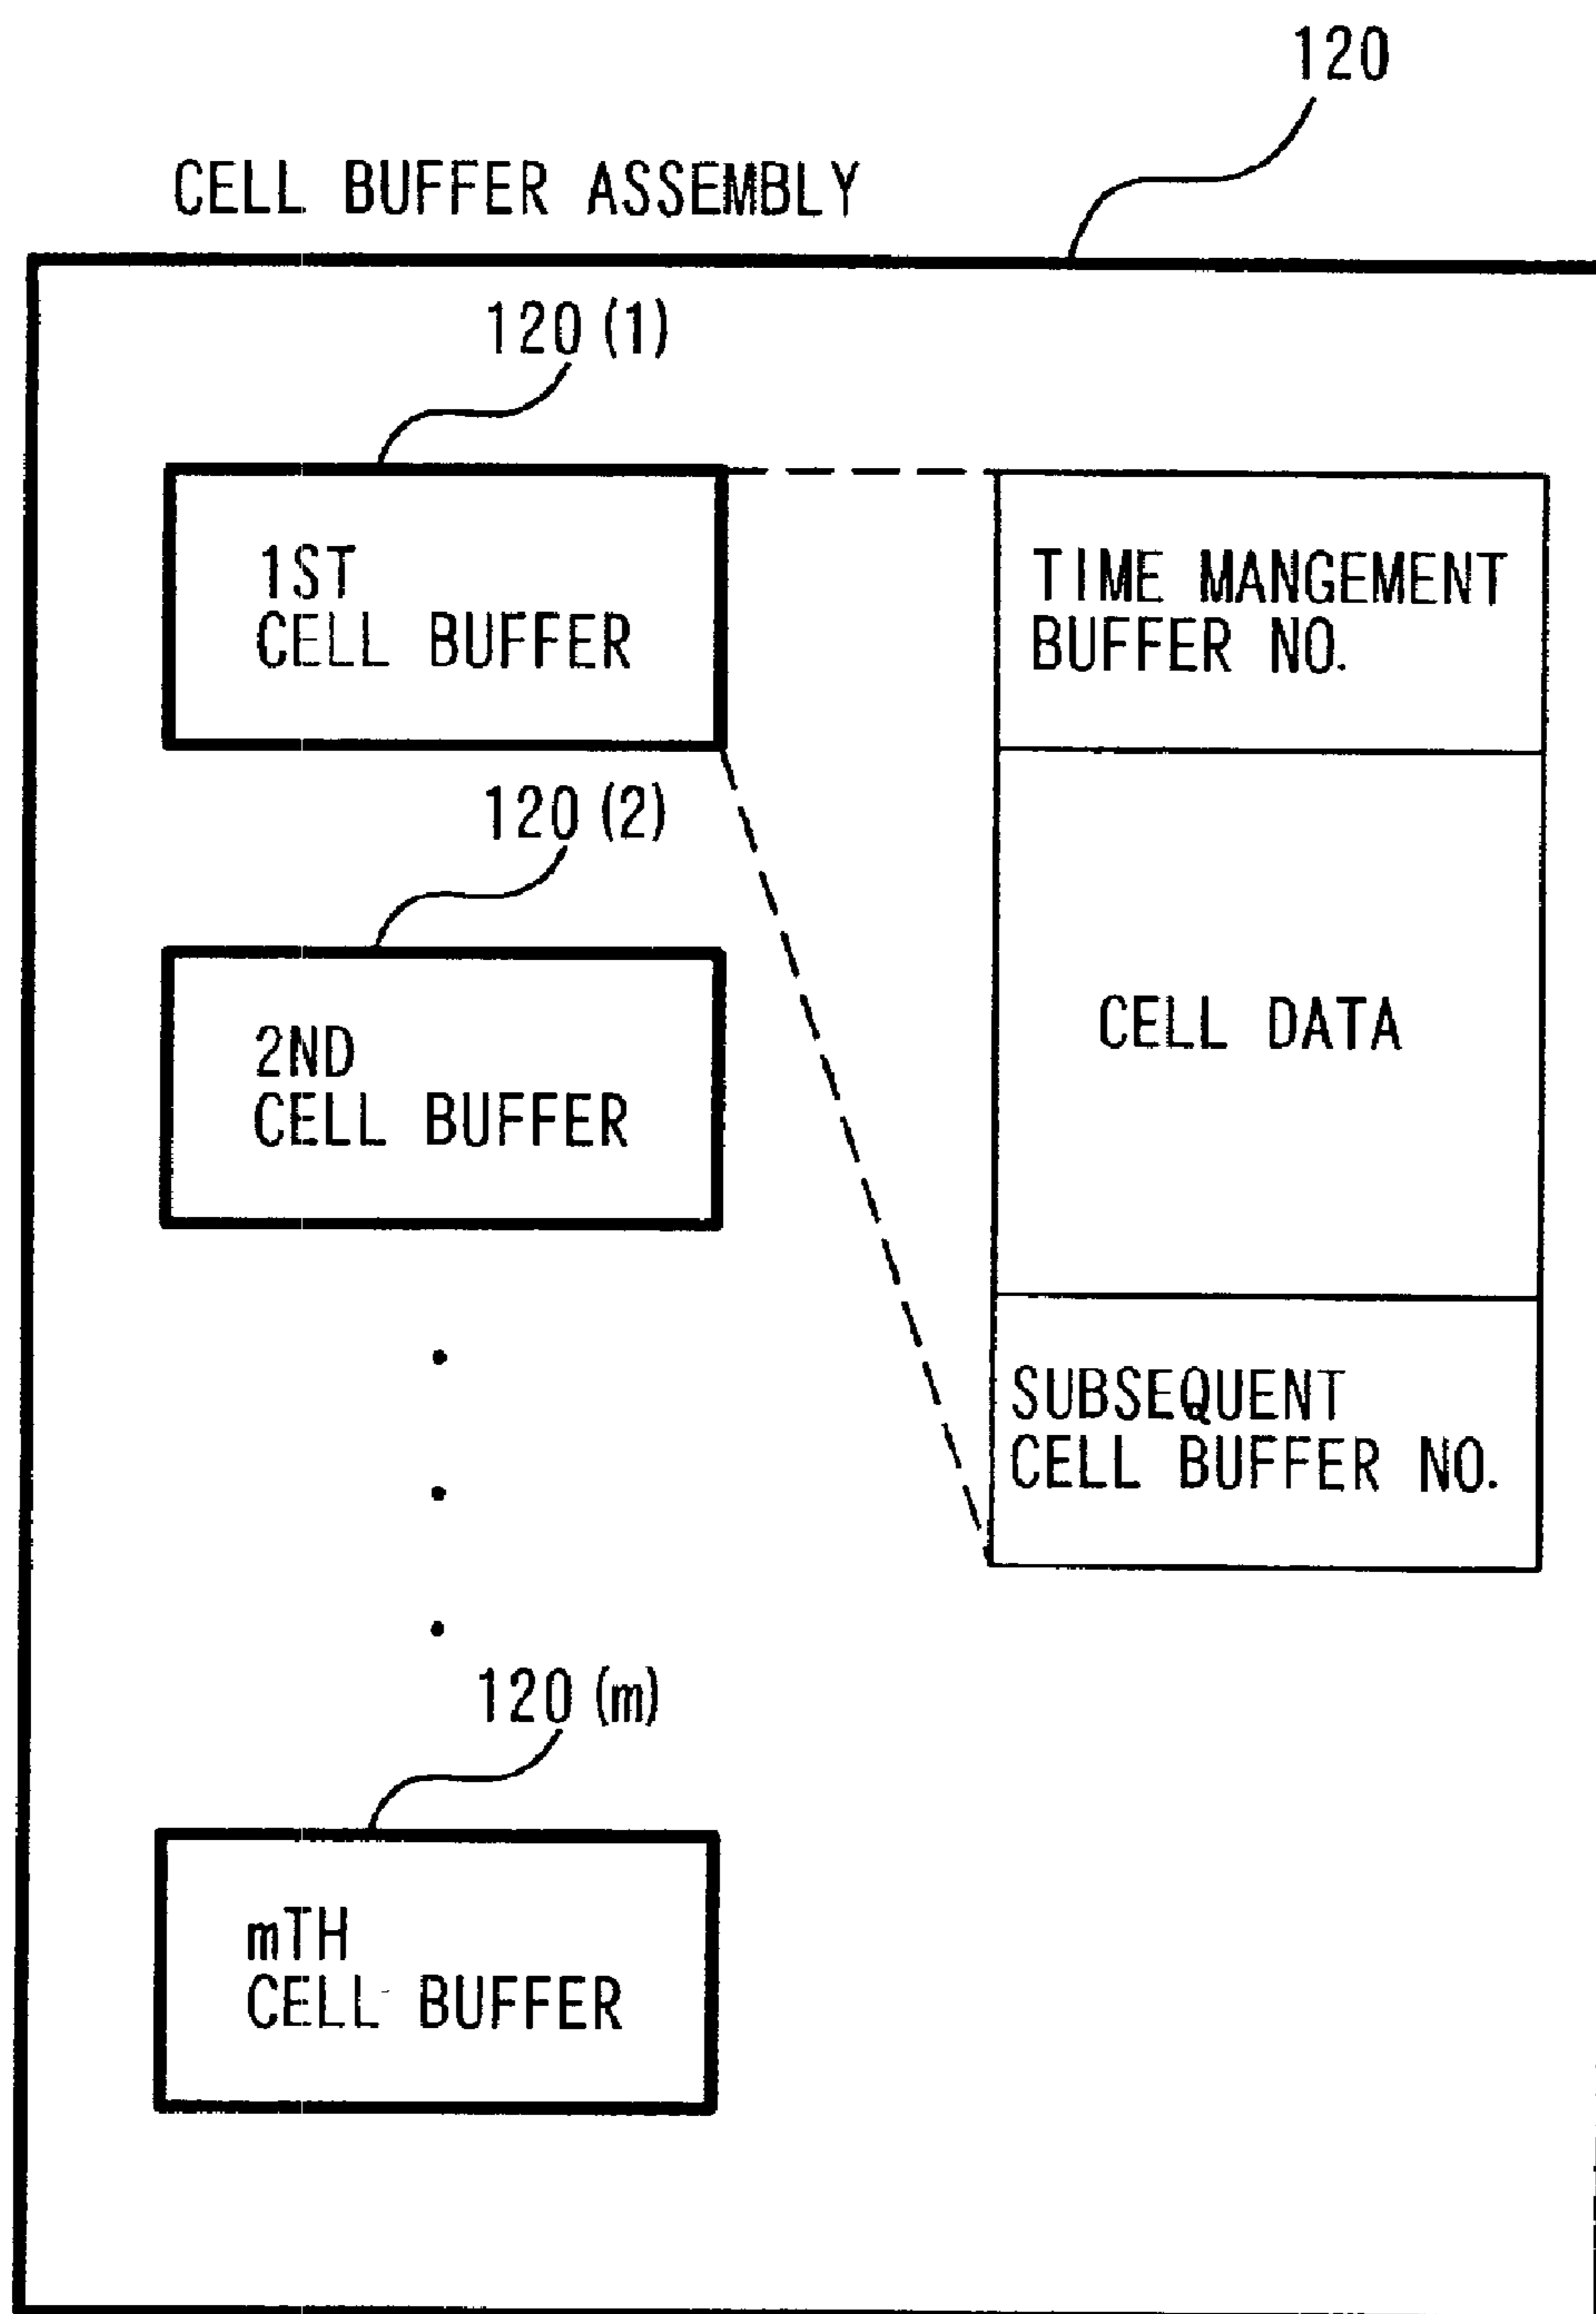 120
CELL BUFFER ASSEMBLY
120 (1)
1ST
CELL BUFFER
TIME MANGEMENT
BUFFER NO.
120 (2)
2ND
CELL BUFFER
CELL DATA
SUBSEQUENT
CELL BUFFER NO.
120 (m)
mTH
CELL BUFFER